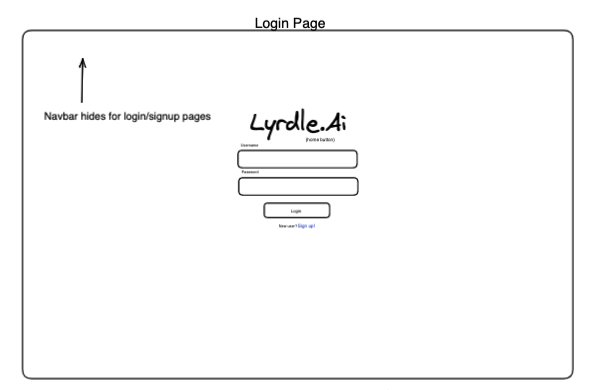 Login Page
Navbar hides for login/signup pages
Lyrdle.Ai
(home button)
Username
Password
Login
New user? Sign up!